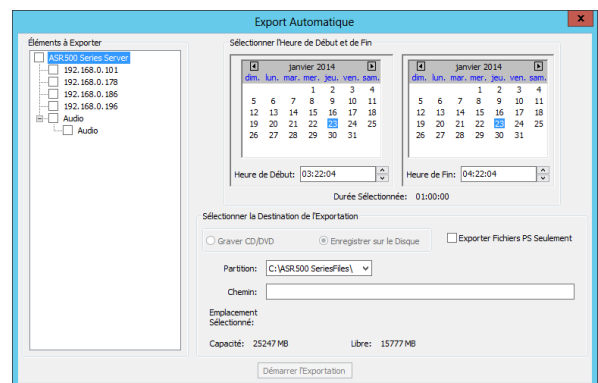 Export Automatique
x
Éléments à Exporter
ASR500 Series Server
192.168.0.101
192.168.0.178
192.168.0.186
192.168.0.196
Audio
Audio
Sélectionner l'Heure de Début et de Fin
janvier 2014
dim. lun. mar. mer. jeu. ven. sam.
1 2 3 4
5 6 7 8 9 10 11
12 13 14 15 16 17 18
19 20 21 22 23 24 25
26 27 28 29 30 31
Heure de Début: 03:22:04
janvier 2014
dim. lun. mar. mer. jeu. ven. sam.
1 2 3 4
5 6 7 8 9 10 11
12 13 14 15 16 17 18
19 20 21 22 23 24 25
26 27 28 29 30 31
Heure de Fin: 04:22:04
Durée Sélectionnée: 01:00:00
Sélectionner la Destination de l'Exportation
Graver CD/DVD Enregistrer sur le Disque Exporter Fichiers PS Seulement
Partition: C:\ASR500 SeriesFiles\
Chemin:
Emplacement
Sélectionné:
Capacité: 25247 MB Libre: 15777 MB
Démarrer l'Exportation